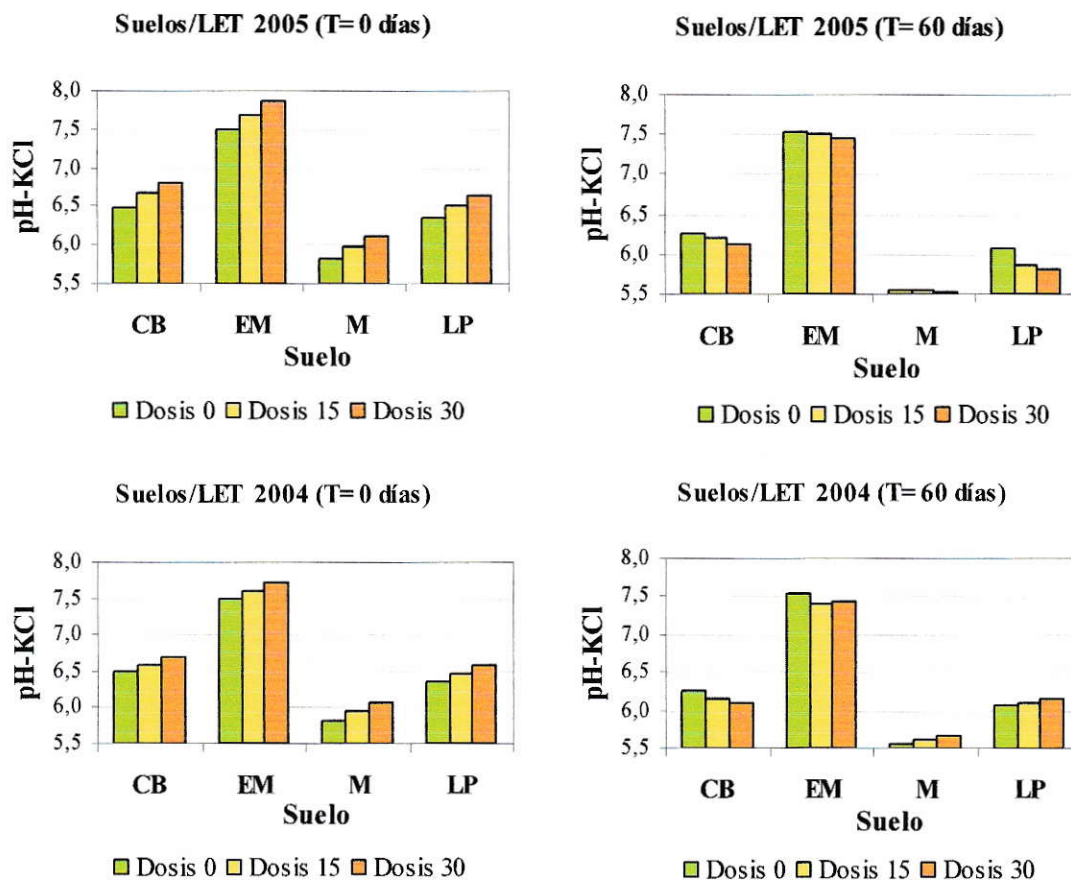 Suelos/LET 2005 (T= 0 días)
pH-KCl
8,0
7,5
7,0
6,5
6,0
5,5
CB EM M LP
Suelo
Dosis 0 Dosis 15 Dosis 30
Suelos/LET 2005 (T= 60 días)
pH-KCl
8,0
7,5
7,0
6,5
6,0
5,5
CB EM M LP
Suelo
Dosis 0 Dosis 15 Dosis 30
Suelos/LET 2004 (T= 0 días)
pH-KCl
8,0
7,5
7,0
6,5
6,0
5,5
CB EM M LP
Suelo
Dosis 0 Dosis 15 Dosis 30
Suelos/LET 2004 (T= 60 días)
pH-KCl
8,0
7,5
7,0
6,5
6,0
5,5
CB EM M LP
Suelo
Dosis 0 Dosis 15 Dosis 30